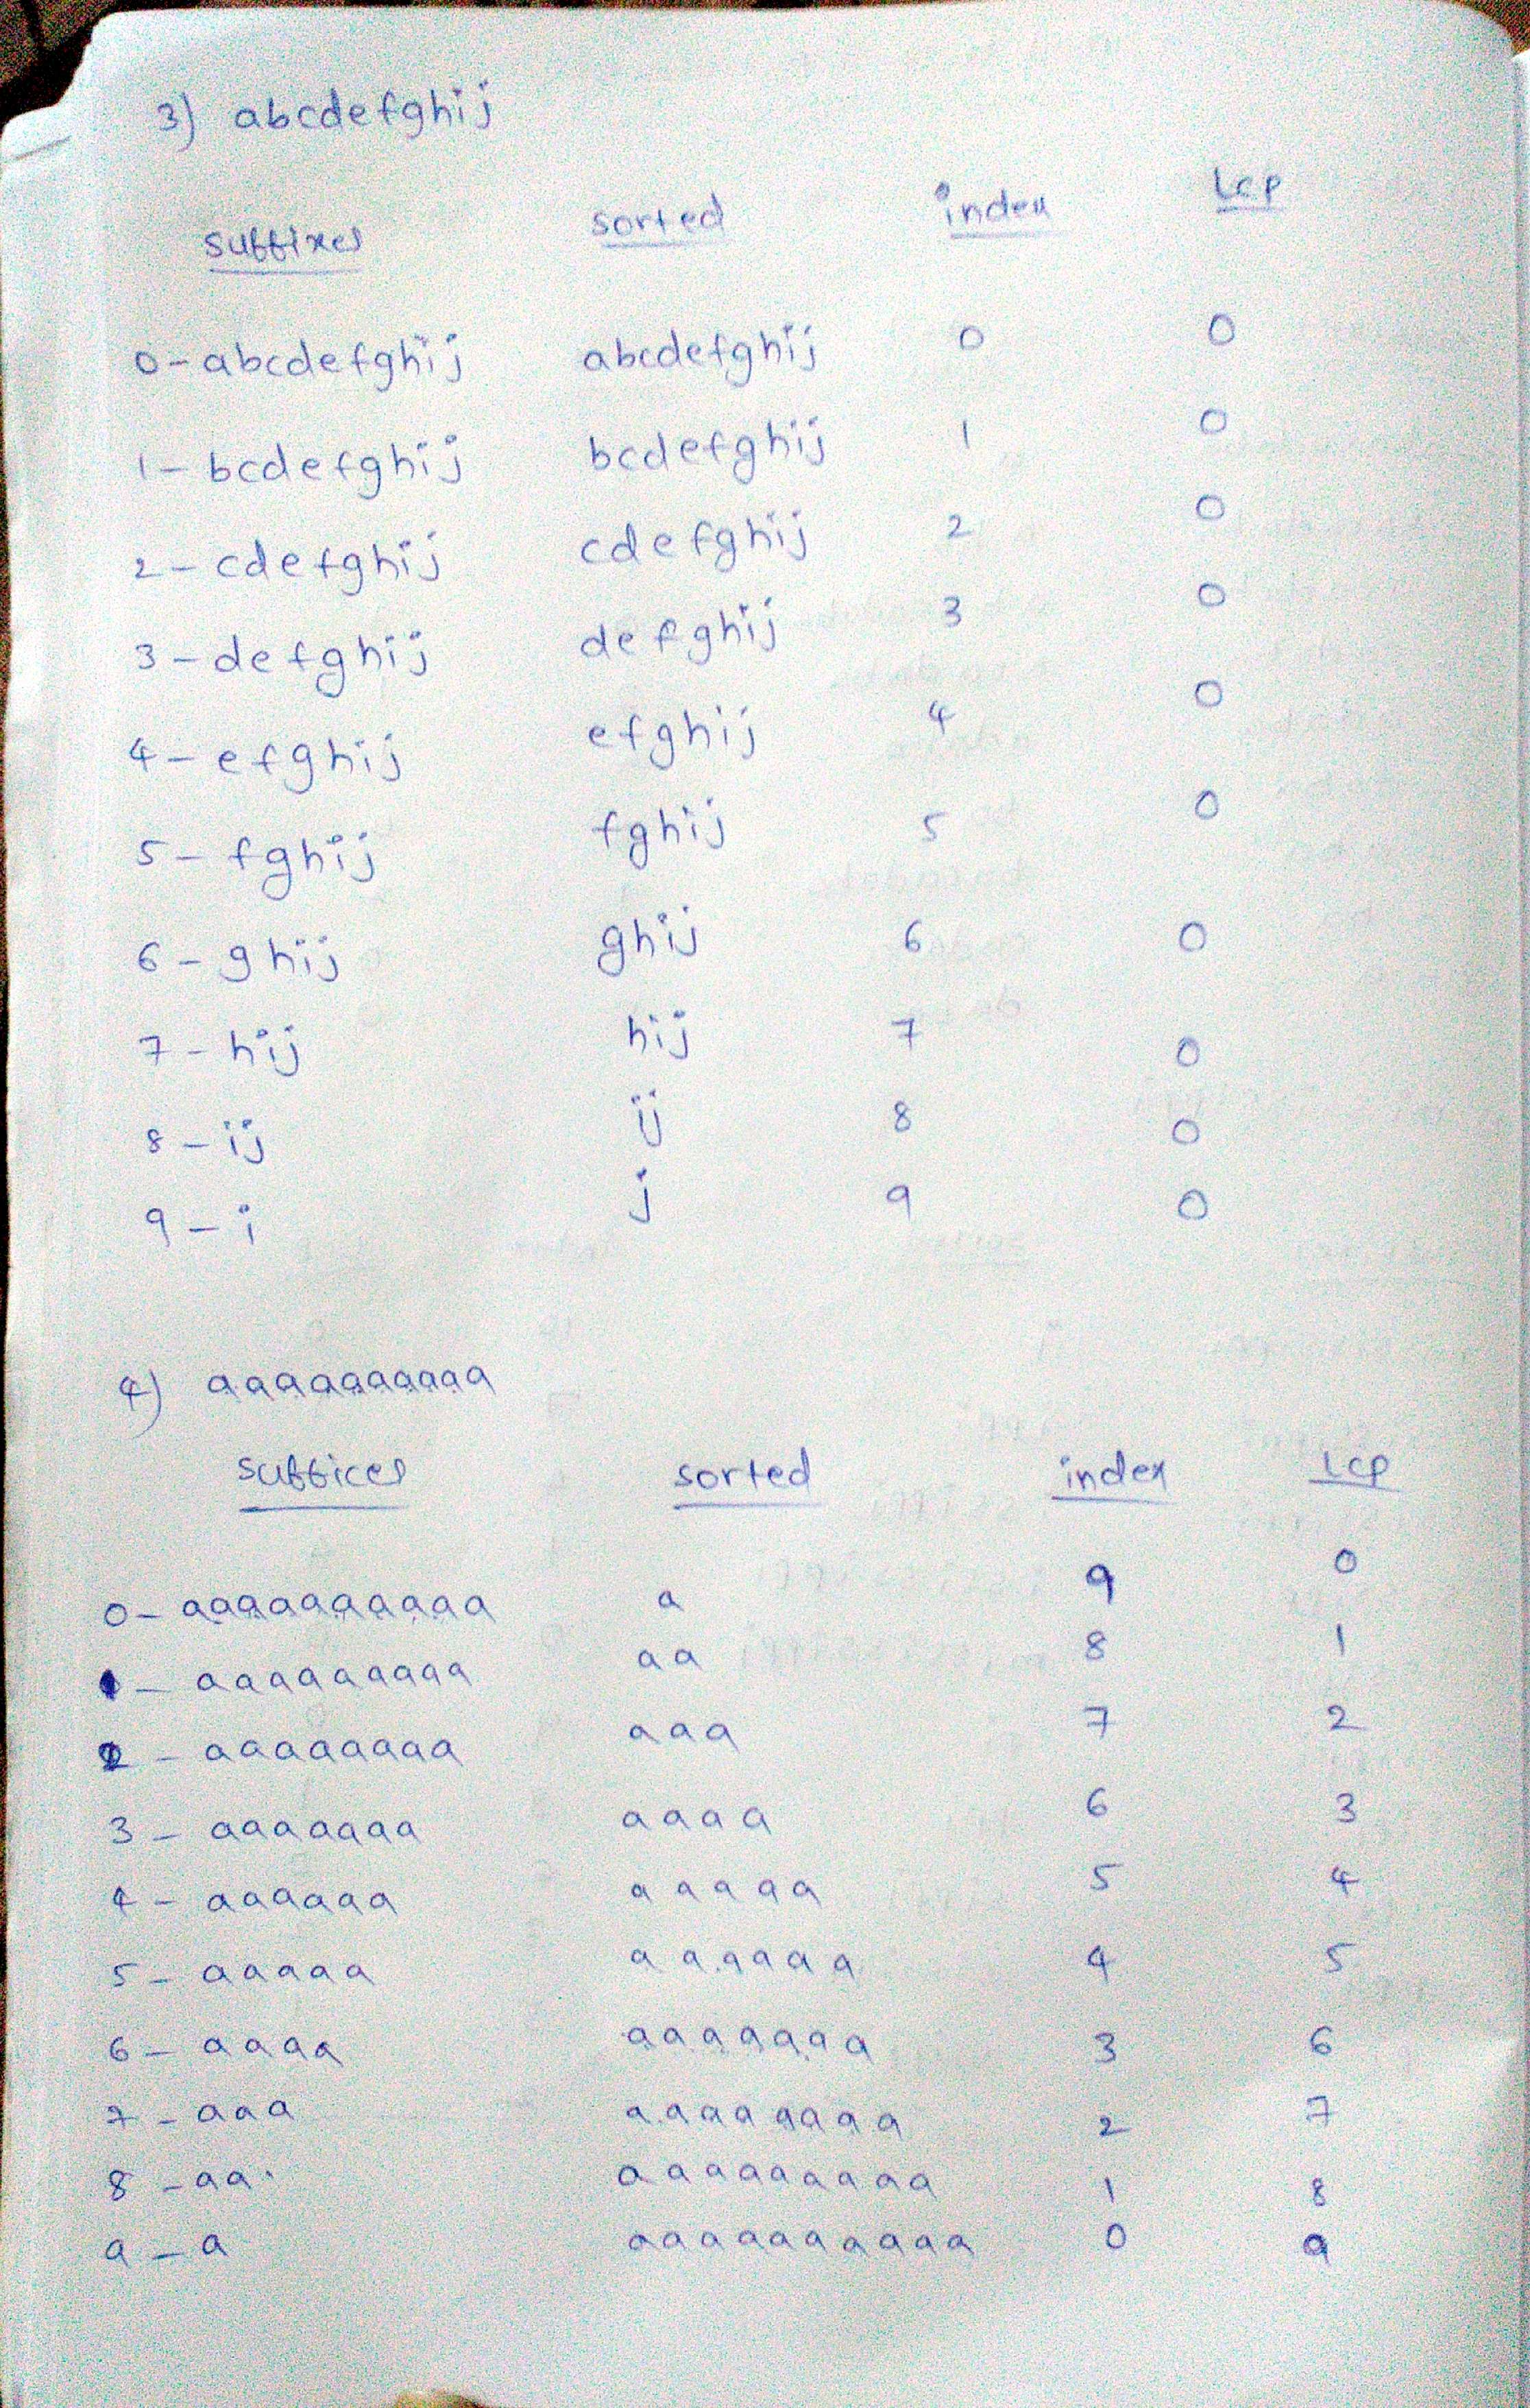 3) abcdefghij
suffixes sorted index lcp
0 - abcdefghij abcdefghij 0 0
1 - bcdefghij bcdefghij 1 0
2 - cdefghij cdefghij 2 0
3 - defghij defghij 3 0
4 - efghij efghij 4 0
5 - fghij fghij 5 0
6 - ghij ghij 6 0
7 - hij hij 7 0
8 - ij ij 8 0
9 - j j 9 0
4) aaaaaaaaaa
suffices sorted index lcp
0 - aaaaaaaaaa a 9 0
1 - aaaaaaaaa aa 8 1
2 - aaaaaaaa aaa 7 2
3 - aaaaaaa aaaa 6 3
4 - aaaaaa aaaaa 5 4
5 - aaaaa aaaaaa 4 5
6 - aaaa aaaaaaa 3 6
7 - aaa aaaaaaaa 2 7
8 - aa aaaaaaaaa 1 8
9 - a aaaaaaaaaa 0 9